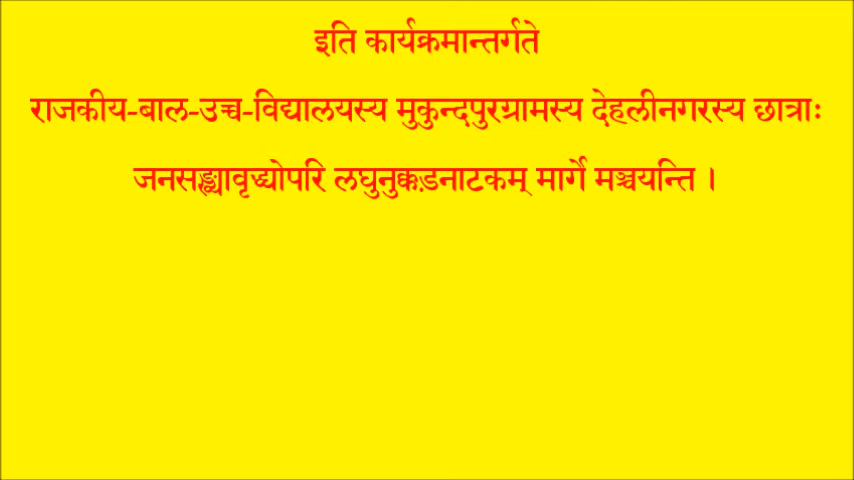 इति कार्यक्रमान्तर्गते
राजकीय-बाल-उच्च-विद्यालयस्य मुकुन्दपुरग्रामस्य देहलीनगरस्य छात्राः
जनसङ्ख्यावृद्ध्योपरि लघुनुक्कडनाटकम् मार्गे मञ्चयन्ति ।